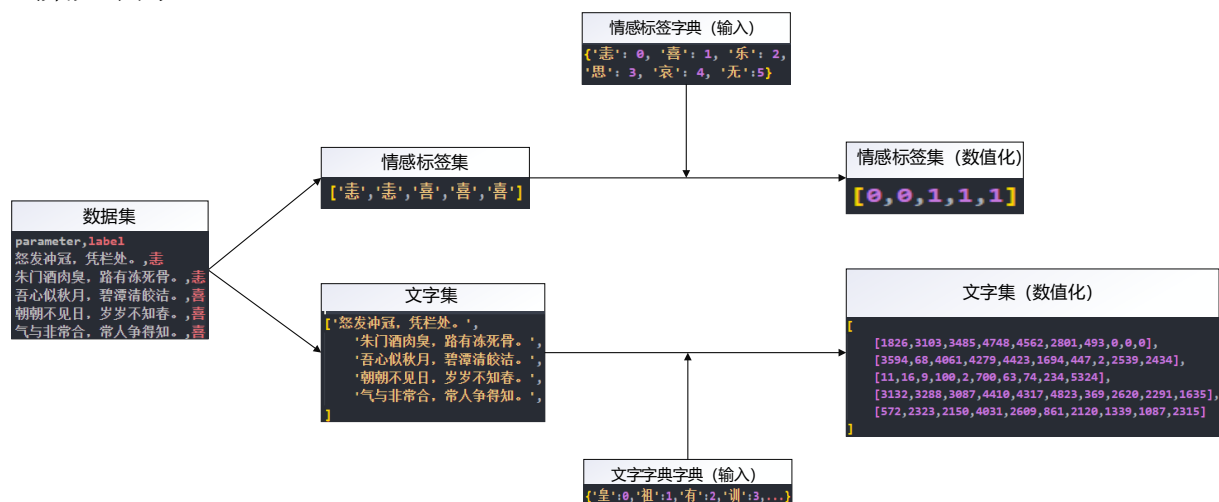 情感标签字典（输入）
{'恚': 0, '喜': 1, '乐': 2,
'思': 3, '哀': 4, '无':5}
情感标签集
['恚','恚','喜','喜','喜']
情感标签集（数值化）
[0,0,1,1,1]
数据集
parameter,label
怒发冲冠，凭栏处。,恚
朱门酒肉臭，路有冻死骨。,恚
吾心似秋月，碧潭清皎洁。,喜
朝朝不见日，岁岁不知春。,喜
气与非常合，常人争得知。,喜
文字集
['怒发冲冠，凭栏处。',
'朱门酒肉臭，路有冻死骨。',
'吾心似秋月，碧潭清皎洁。',
'朝朝不见日，岁岁不知春。',
'气与非常合，常人争得知。',
]
文字集（数值化）
[
[1826,3103,3485,4748,4562,2801,493,0,0,0],
[3594,68,4061,4279,4423,1694,447,2,2539,2434],
[11,16,9,100,2,700,63,74,234,5324],
[3132,3288,3087,4410,4317,4823,369,2620,2291,1635],
[572,2323,2150,4031,2609,861,2120,1339,1087,2315]
]
文字字典字典（输入）
{'皇':0,'祖':1,'有':2,'训':3,...}